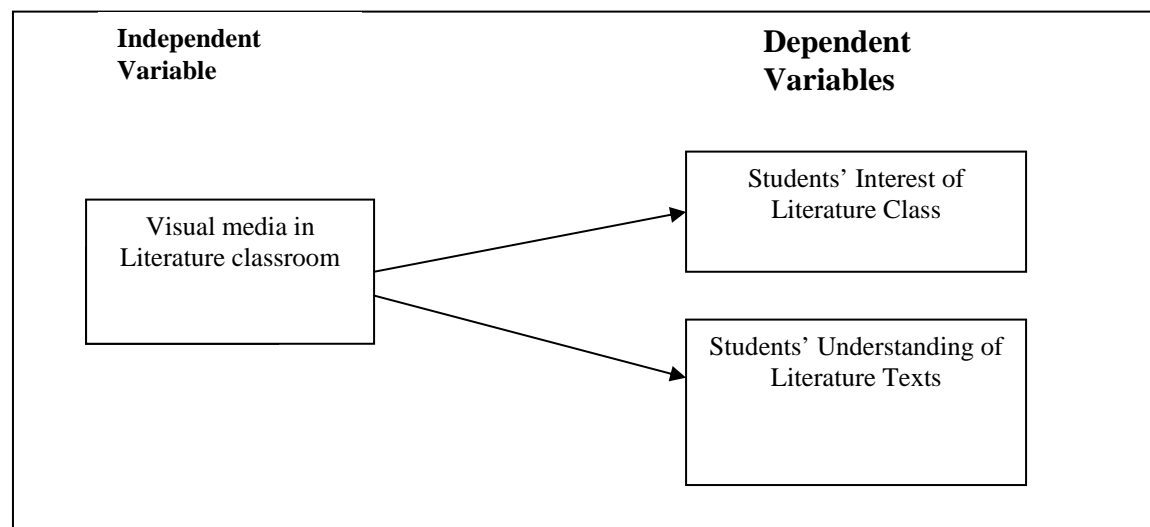 Independent
Variable
Dependent
Variables
Visual media in
Literature classroom
Students’ Interest of
Literature Class
Students’ Understanding of
Literature Texts